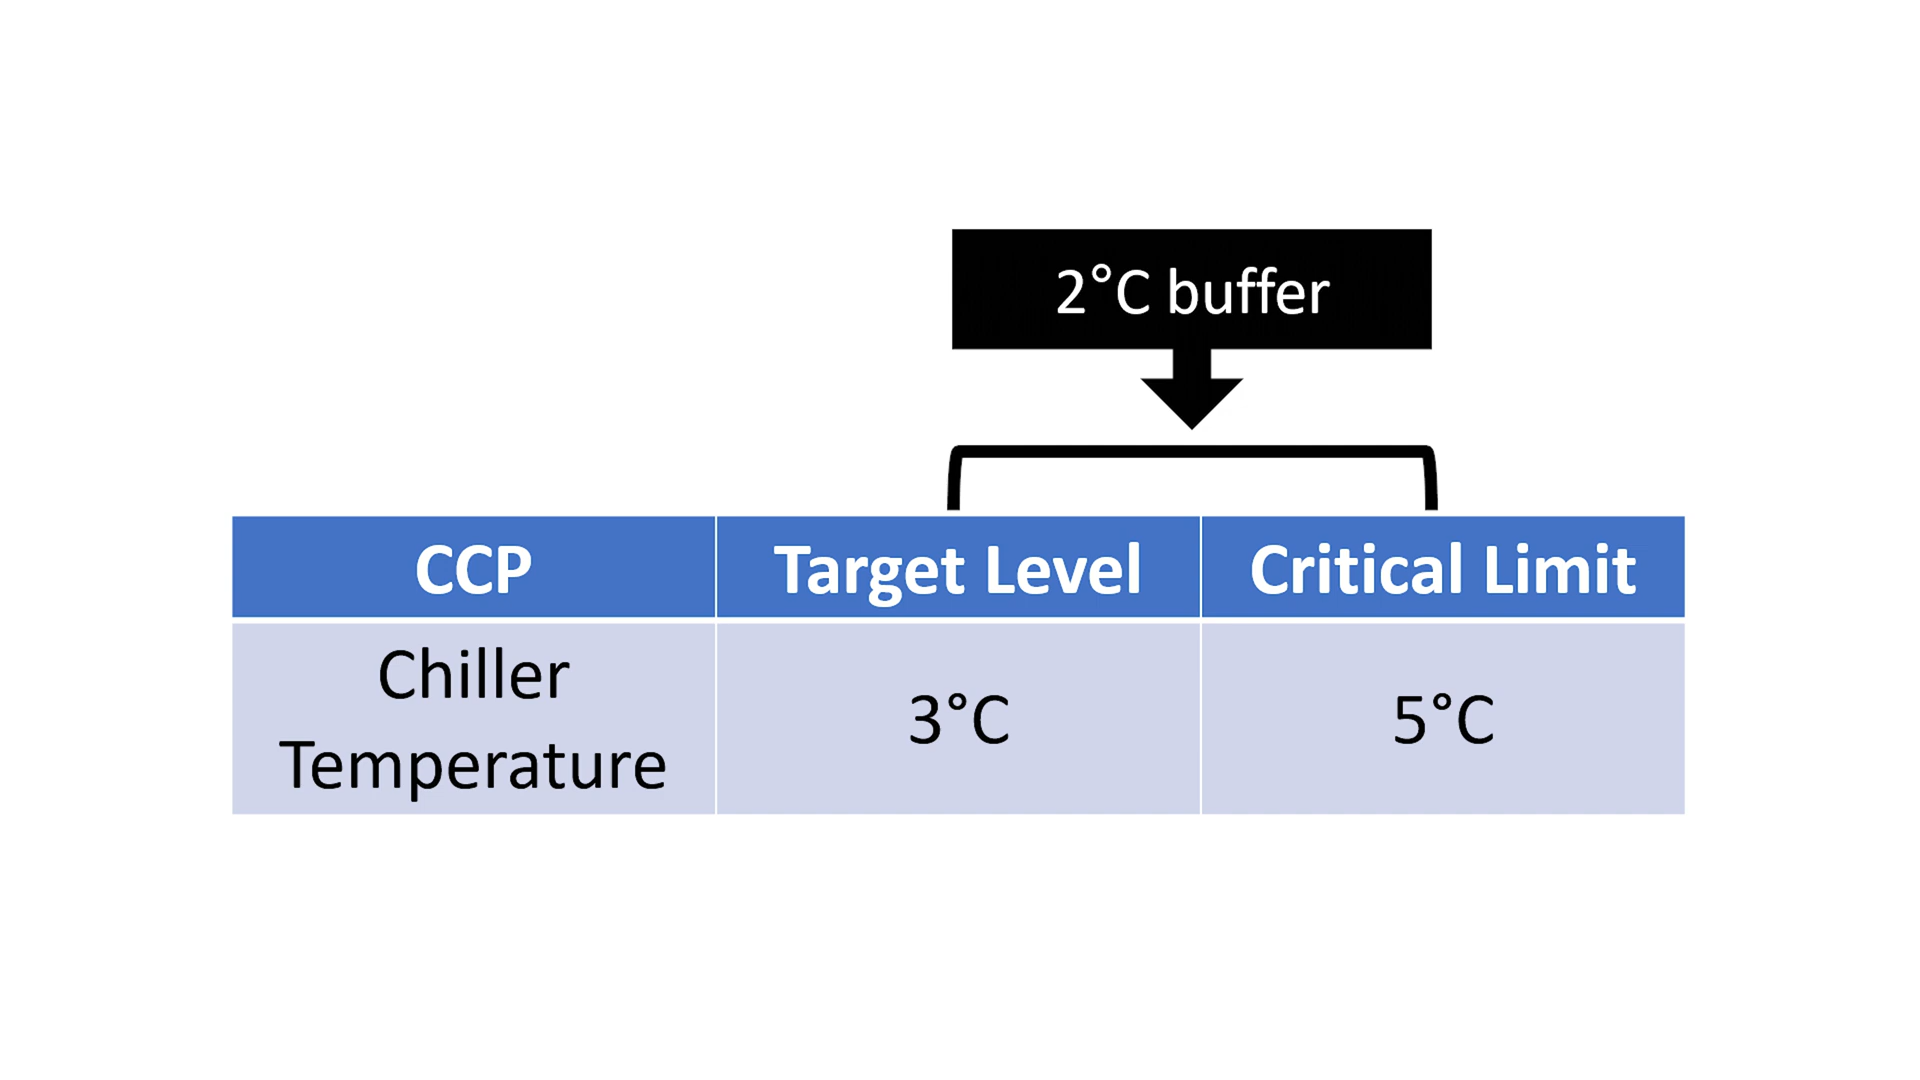 2°C buffer
CCP
Target Level
Critical Limit
Chiller
Temperature
3°C
5°C